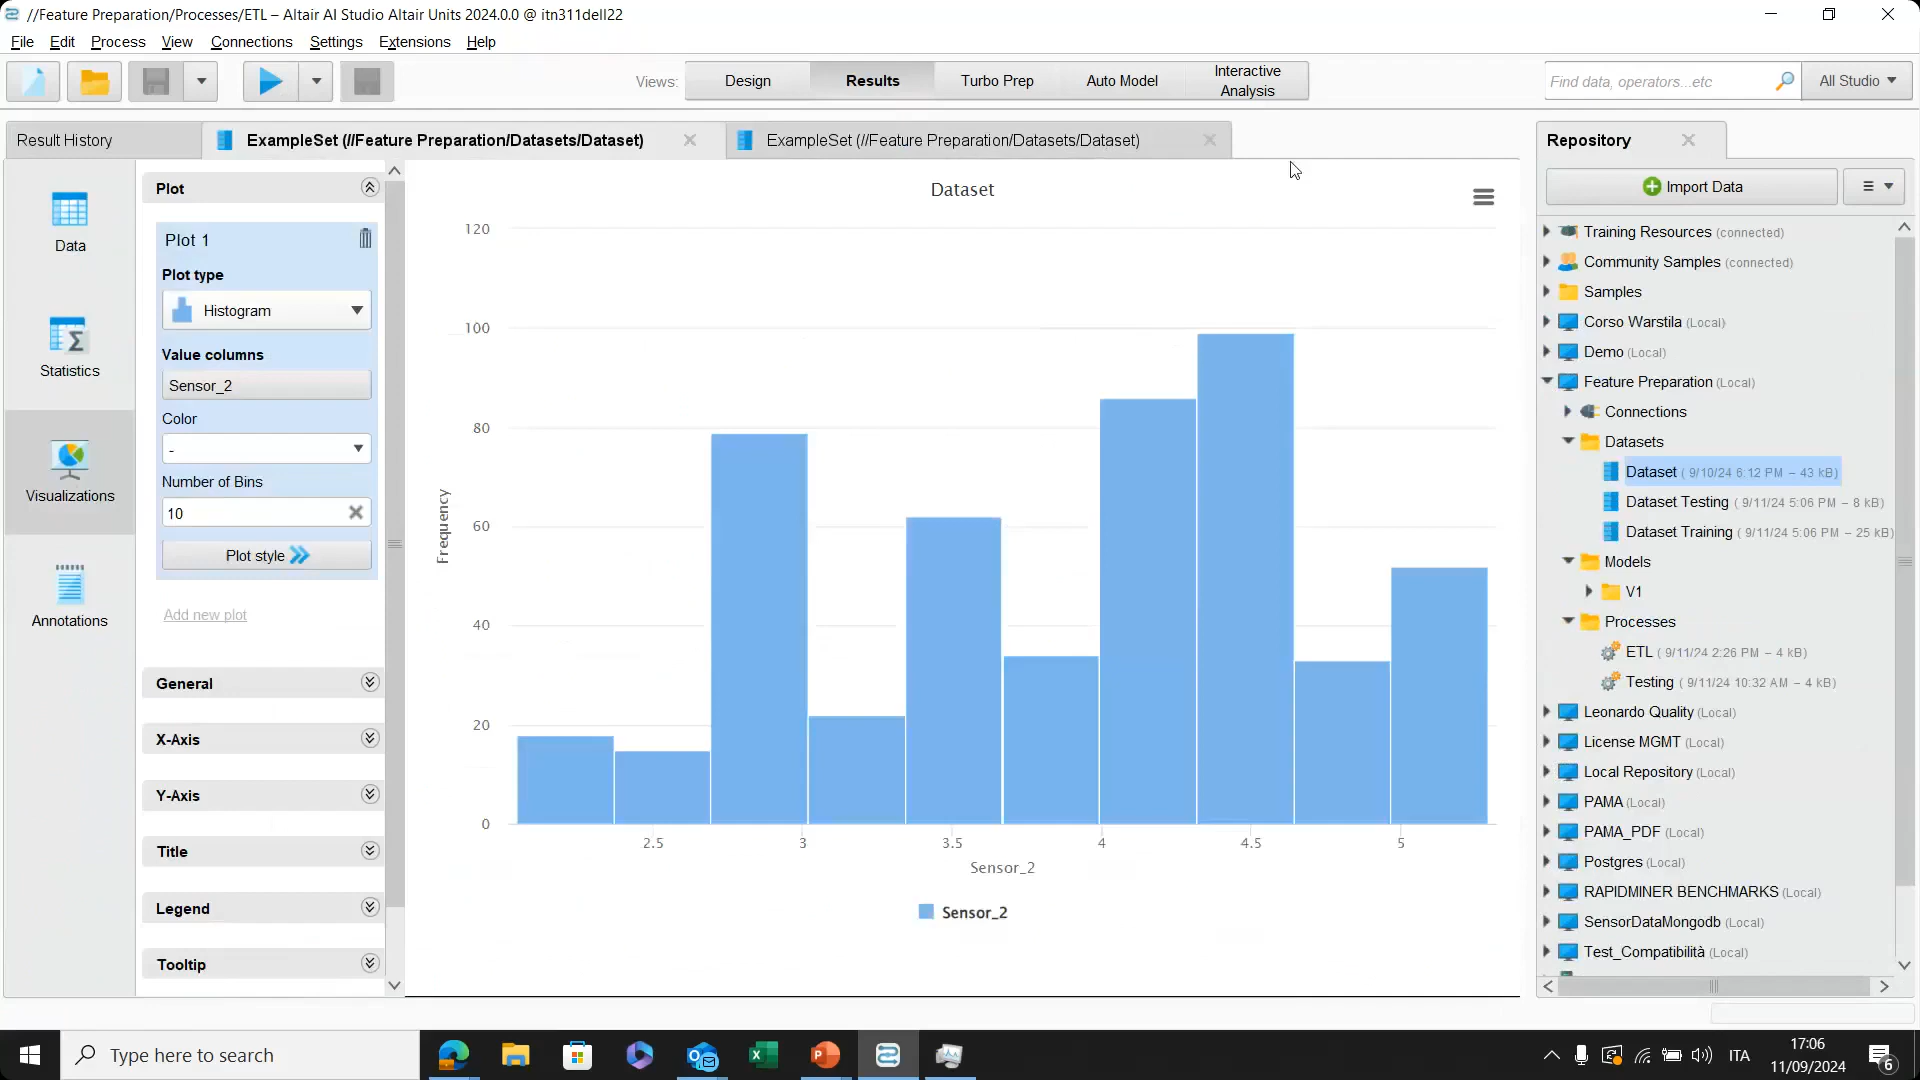 //Feature Preparation/Processes/ETL – Altair AI Studio Altair Units 2024.0.0 @ itn311dell22
File Edit Process View Connections Settings Extensions Help
Views: Design Results Turbo Prep Auto Model Interactive Analysis
Find data, operators...etc All Studio
Result History
ExampleSet (//Feature Preparation/Datasets/Dataset)
ExampleSet (//Feature Preparation/Datasets/Dataset)
Data
Statistics
Visualizations
Annotations
Plot
Plot 1
Plot type
Histogram
Value columns
Sensor_2
Color
-
Number of Bins
10
Plot style
Add new plot
General
X-Axis
Y-Axis
Title
Legend
Tooltip
Dataset
120
100
80
60
40
20
0
Frequency
2.5 3 3.5 4 4.5 5
Sensor_2
Sensor_2
Repository
Import Data
Training Resources (connected)
Community Samples (connected)
Samples
Corso Warstila (Local)
Demo (Local)
Feature Preparation (Local)
Connections
Datasets
Dataset ( 9/10/24 6:12 PM – 43 kB)
Dataset Testing ( 9/11/24 5:06 PM – 8 kB)
Dataset Training ( 9/11/24 5:06 PM – 25 kB)
Models
V1
Processes
ETL ( 9/11/24 2:26 PM – 4 kB)
Testing ( 9/11/24 10:32 AM – 4 kB)
Leonardo Quality (Local)
License MGMT (Local)
Local Repository (Local)
PAMA (Local)
PAMA_PDF (Local)
Postgres (Local)
RAPIDMINER BENCHMARKS (Local)
SensorDataMongodb (Local)
Test_Compatibilità (Local)
Type here to search
ITA
17:06
11/09/2024
6